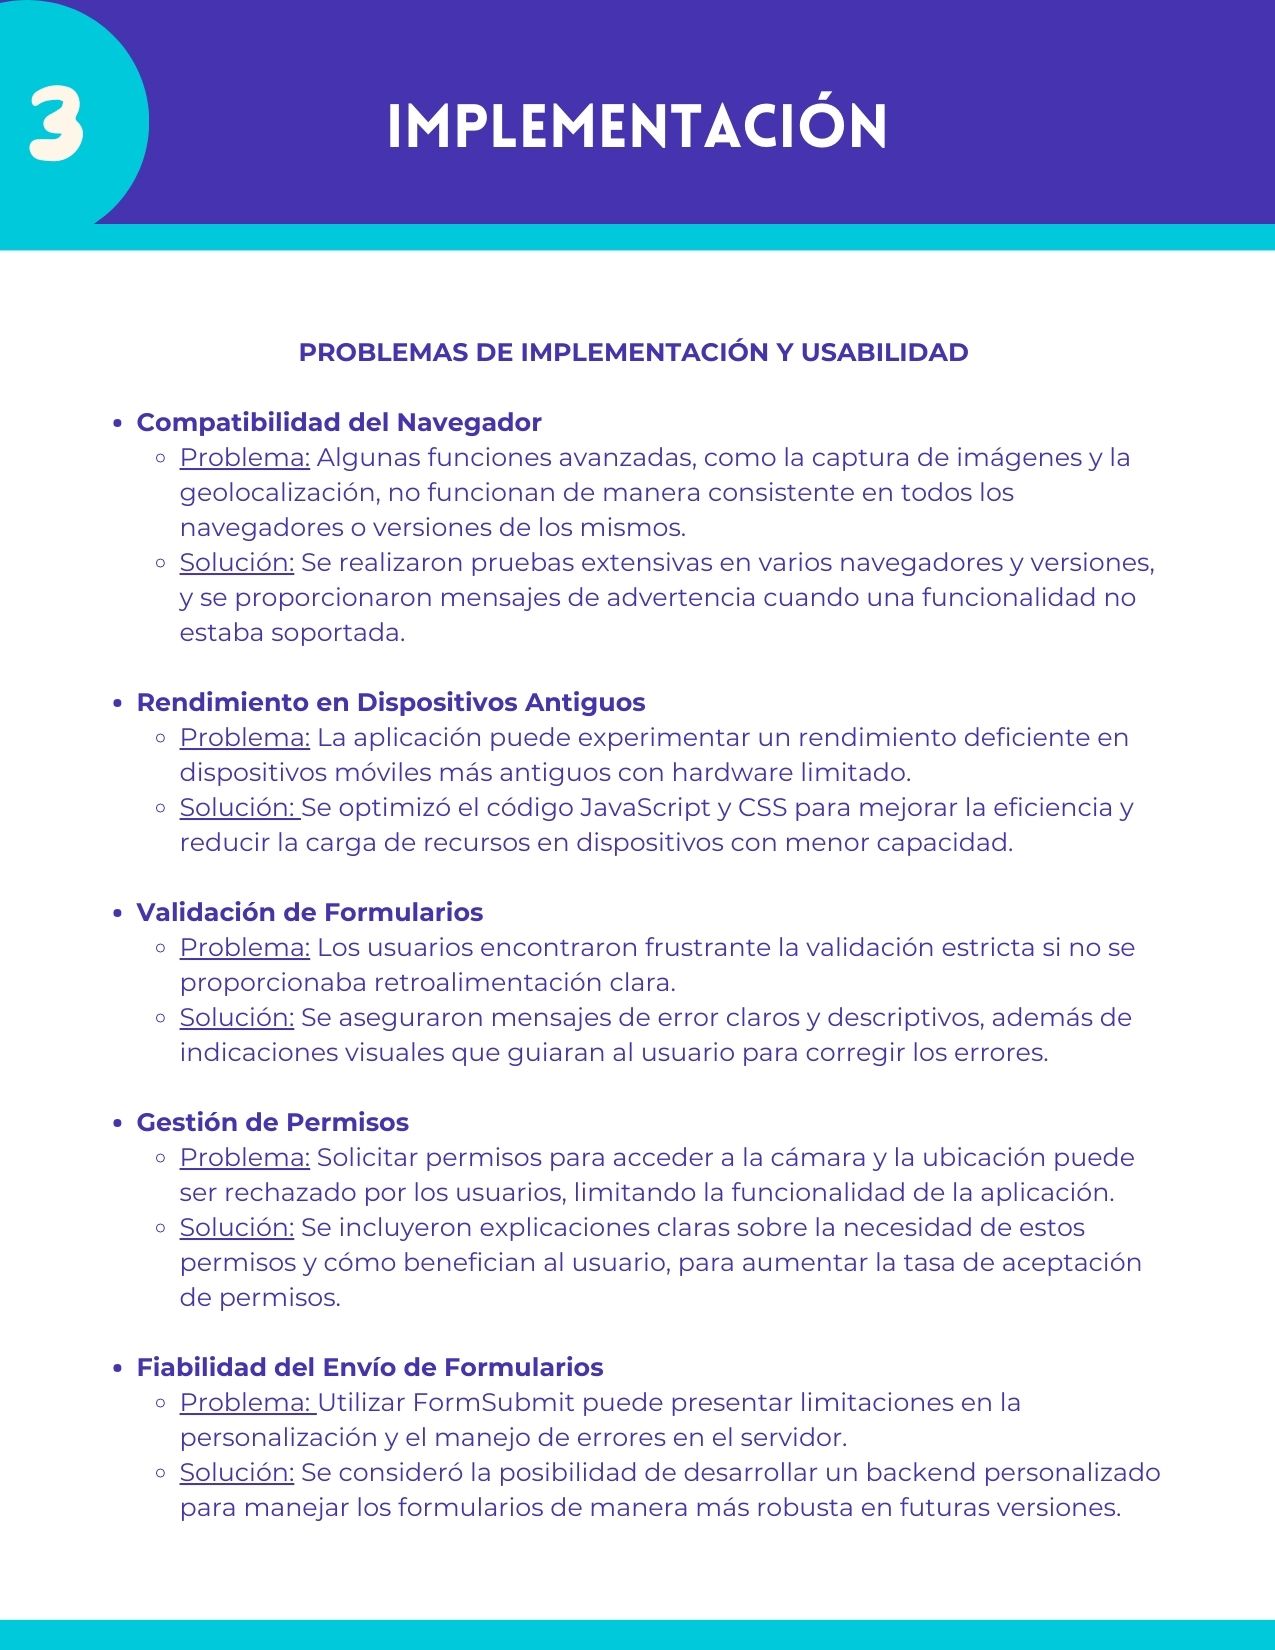 3
IMPLEMENTACIÓN
PROBLEMAS DE IMPLEMENTACIÓN Y USABILIDAD
• Compatibilidad del Navegador
◦ Problema: Algunas funciones avanzadas, como la captura de imágenes y la
geolocalización, no funcionan de manera consistente en todos los
navegadores o versiones de los mismos.
◦ Solución: Se realizaron pruebas extensivas en varios navegadores y versiones,
y se proporcionaron mensajes de advertencia cuando una funcionalidad no
estaba soportada.
• Rendimiento en Dispositivos Antiguos
◦ Problema: La aplicación puede experimentar un rendimiento deficiente en
dispositivos móviles más antiguos con hardware limitado.
◦ Solución: Se optimizó el código JavaScript y CSS para mejorar la eficiencia y
reducir la carga de recursos en dispositivos con menor capacidad.
• Validación de Formularios
◦ Problema: Los usuarios encontraron frustrante la validación estricta si no se
proporcionaba retroalimentación clara.
◦ Solución: Se aseguraron mensajes de error claros y descriptivos, además de
indicaciones visuales que guiaran al usuario para corregir los errores.
• Gestión de Permisos
◦ Problema: Solicitar permisos para acceder a la cámara y la ubicación puede
ser rechazado por los usuarios, limitando la funcionalidad de la aplicación.
◦ Solución: Se incluyeron explicaciones claras sobre la necesidad de estos
permisos y cómo benefician al usuario, para aumentar la tasa de aceptación
de permisos.
• Fiabilidad del Envío de Formularios
◦ Problema: Utilizar FormSubmit puede presentar limitaciones en la
personalización y el manejo de errores en el servidor.
◦ Solución: Se consideró la posibilidad de desarrollar un backend personalizado
para manejar los formularios de manera más robusta en futuras versiones.